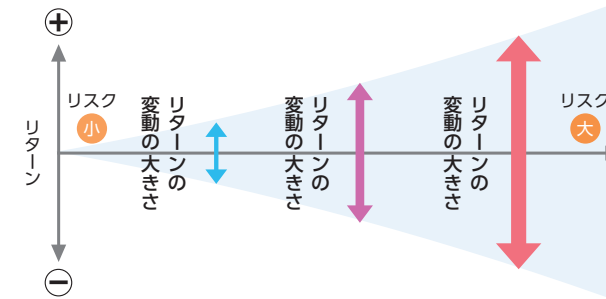 ＋
リターン
−
リスク
小
リターンの
変動の大きさ
リターンの
変動の大きさ
リターンの
変動の大きさ
リスク
大